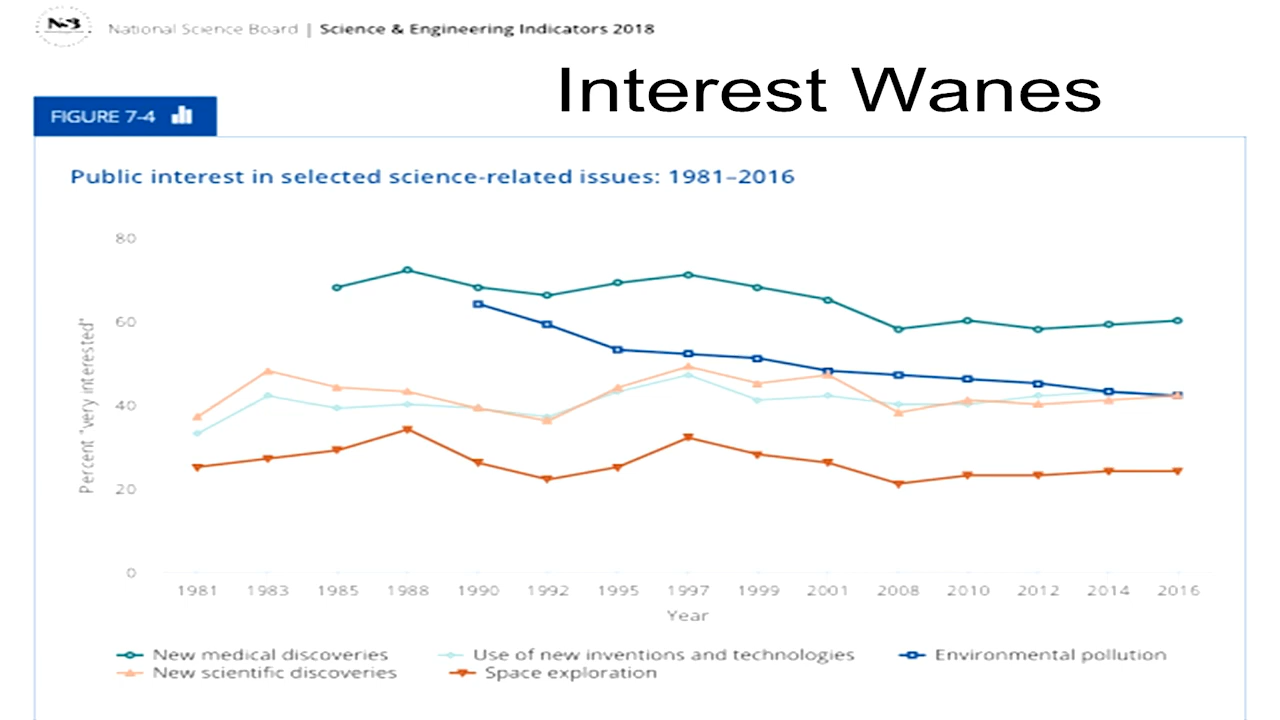 NSB National Science Board | Science & Engineering Indicators 2018
Interest Wanes
FIGURE 7-4
Public interest in selected science-related issues: 1981–2016
80
60
40
20
0
Percent "very interested"
1981 1983 1985 1988 1990 1992 1995 1997 1999 2001 2008 2010 2012 2014 2016
Year
New medical discoveries Use of new inventions and technologies Environmental pollution
New scientific discoveries Space exploration